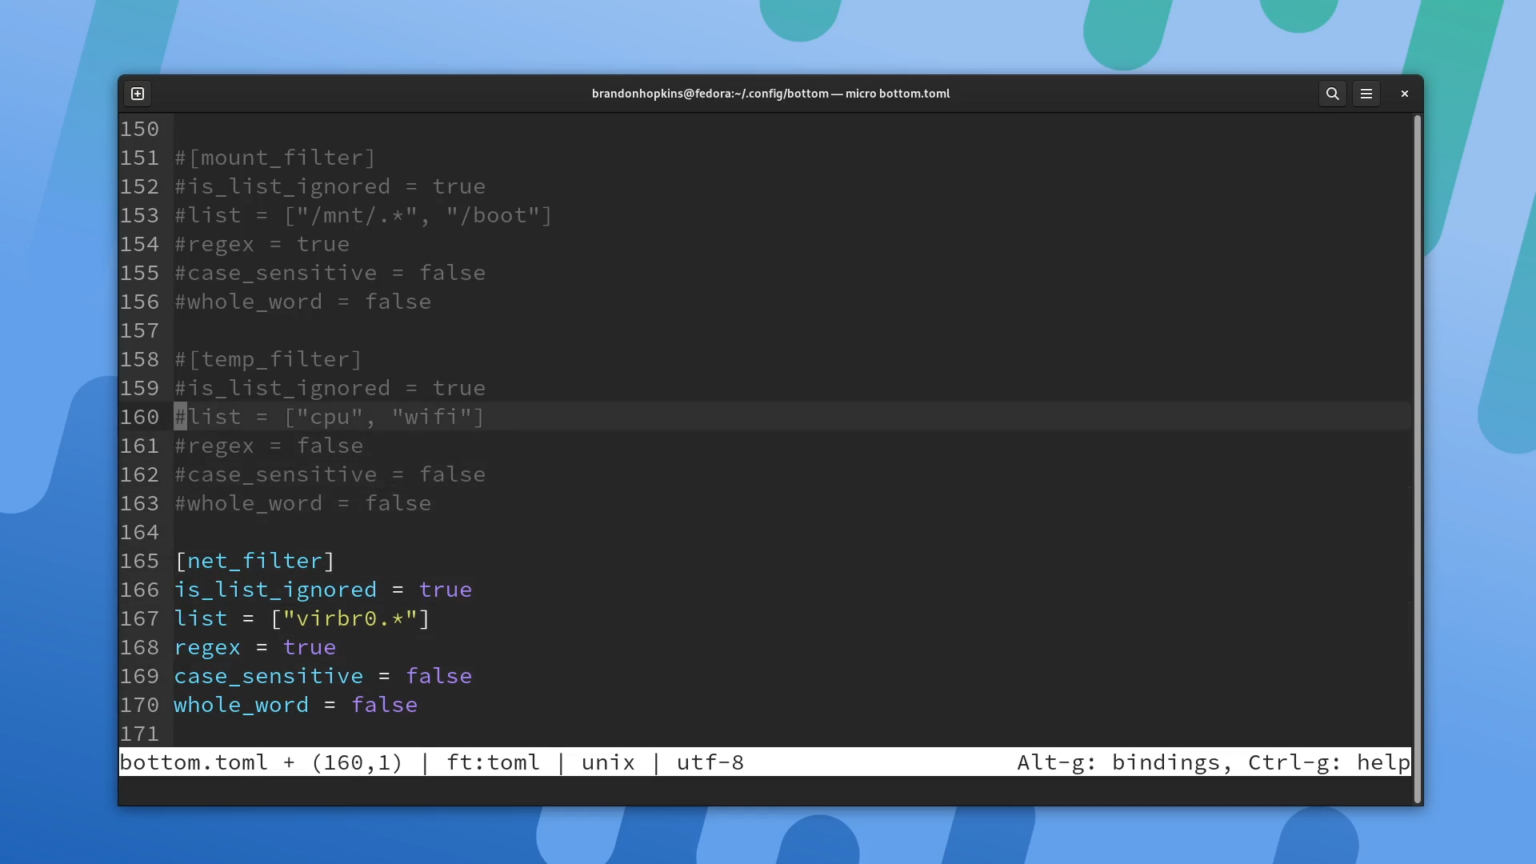 brandonhopkins@fedora:~/.config/bottom — micro bottom.toml
150
151 #[mount_filter]
152 #is_list_ignored = true
153 #list = ["/mnt/.*", "/boot"]
154 #regex = true
155 #case_sensitive = false
156 #whole_word = false
157
158 #[temp_filter]
159 #is_list_ignored = true
160 #list = ["cpu", "wifi"]
161 #regex = false
162 #case_sensitive = false
163 #whole_word = false
164
165 [net_filter]
166 is_list_ignored = true
167 list = ["virbr0.*"]
168 regex = true
169 case_sensitive = false
170 whole_word = false
171
bottom.toml + (160,1) | ft:toml | unix | utf-8 Alt-g: bindings, Ctrl-g: help